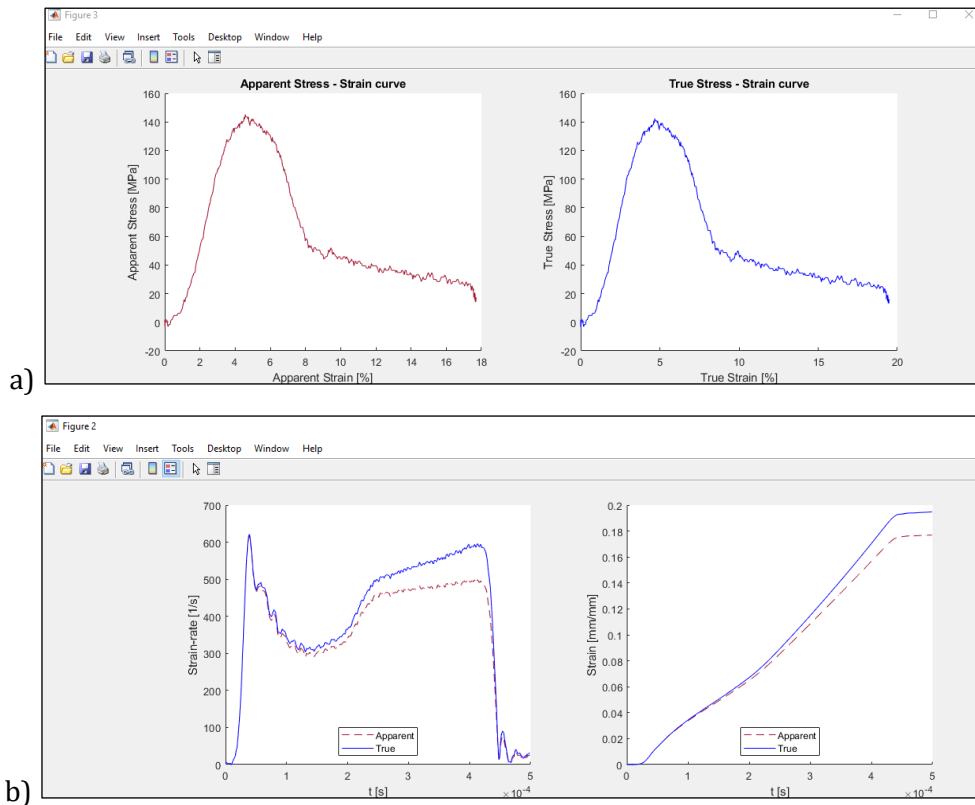 Figure 3
File Edit View Insert Tools Desktop Window Help
Apparent Stress - Strain curve
160
140
120
100
80
60
40
20
0
-20
Apparent Stress [MPa]
0 2 4 6 8 10 12 14 16 18
Apparent Strain [%]
True Stress - Strain curve
160
140
120
100
80
60
40
20
0
-20
True Stress [MPa]
0 5 10 15 20
True Strain [%]
a)
Figure 2
File Edit View Insert Tools Desktop Window Help
700
600
500
400
300
200
100
0
Strain-rate [1/s]
Apparent
True
0 1 2 3 4 5
t [s]
×10⁻⁴
0.2
0.18
0.16
0.14
0.12
0.1
0.08
0.06
0.04
0.02
0
Strain [mm/mm]
Apparent
True
0 1 2 3 4 5
t [s]
×10⁻⁴
b)